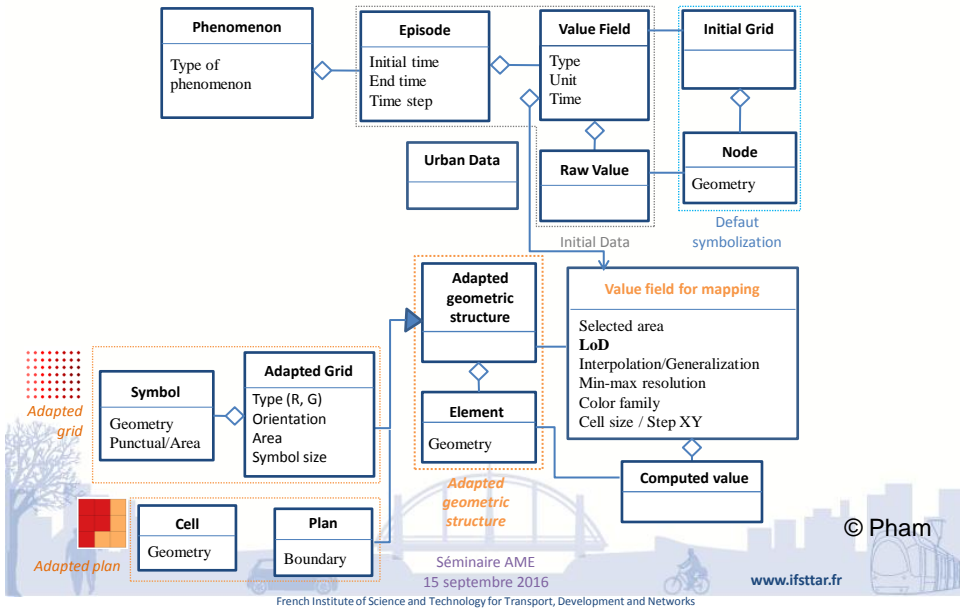 Phenomenon
Type of
phenomenon
Episode
Initial time
End time
Time step
Value Field
Type
Unit
Time
Initial Grid
Urban Data
Raw Value
Node
Geometry
Defaut
symbolization
Initial Data
Adapted
geometric
structure
Value field for mapping
Selected area
LoD
Interpolation/Generalization
Min-max resolution
Color family
Cell size / Step XY
Adapted
grid
Symbol
Geometry
Punctual/Area
Adapted Grid
Type (R, G)
Orientation
Area
Symbol size
Element
Geometry
Computed value
Adapted
geometric
structure
Adapted plan
Cell
Geometry
Plan
Boundary
© Pham
Séminaire AME
15 septembre 2016
www.ifsttar.fr
French Institute of Science and Technology for Transport, Development and Networks